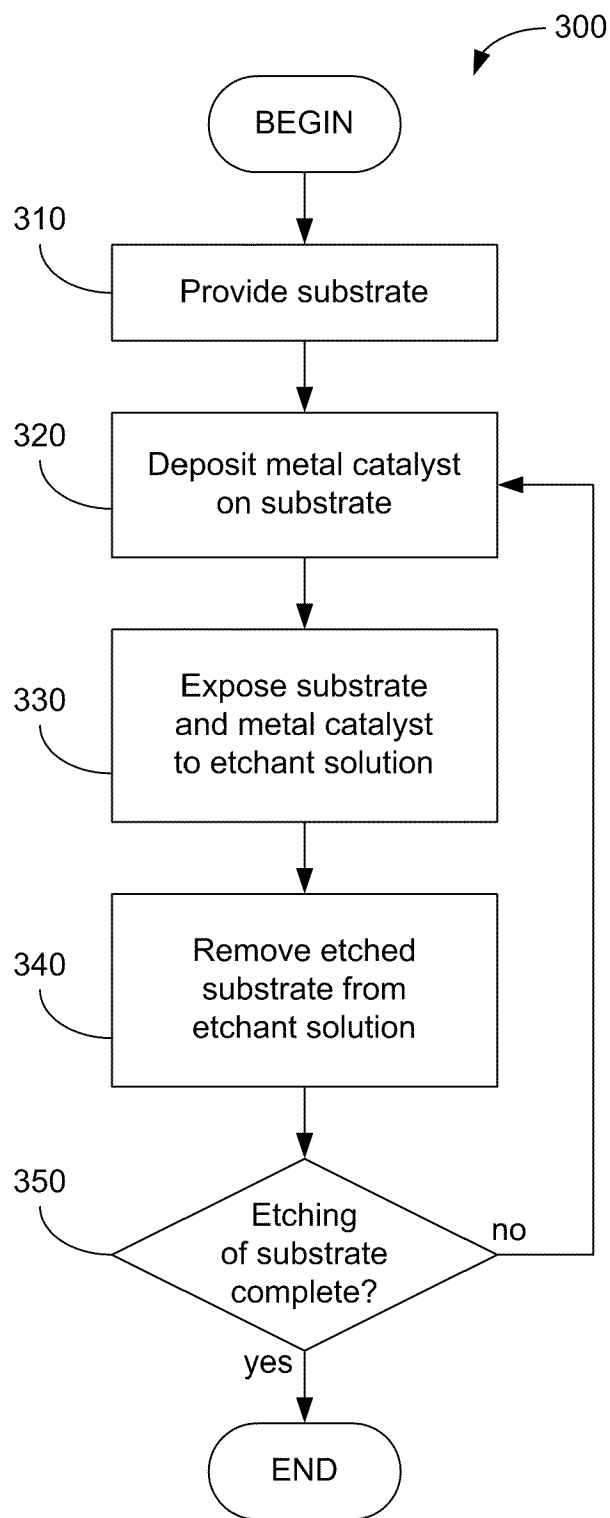 300
BEGIN
310
Provide substrate
320
Deposit metal catalyst
on substrate
330
Expose substrate
and metal catalyst
to etchant solution
340
Remove etched
substrate from
etchant solution
350
Etching
of substrate
complete?
no
yes
END